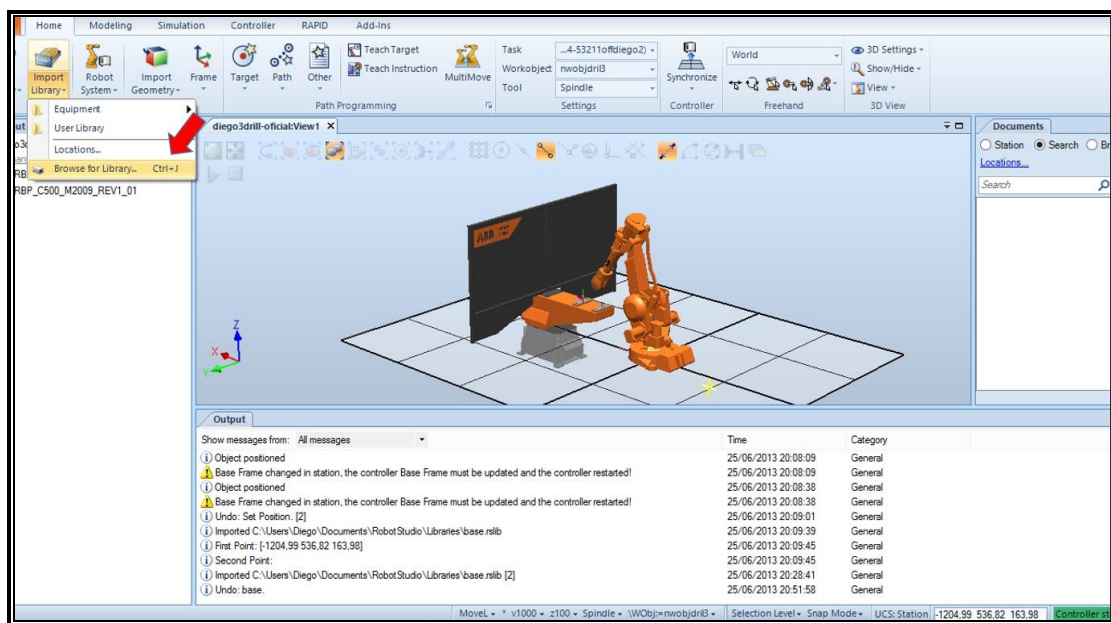 Home Modeling Simulation Controller RAPID Add-Ins
Import Library
Robot System
Import Geometry
Frame
Target
Path
Other
Teach Target
Teach Instruction
MultiMove
Path Programming
Task ...4-53211offdiego2)
Workobject nwobjdril3
Tool Spindle
Settings
Synchronize
Controller
World
Freehand
3D Settings
Show/Hide
View
3D View
Equipment
User Library
Locations...
Browse for Library... Ctrl+J
RBP_C500_M2009_REV1_01
diego3drill-oficial:View1 X
ABB
Z
X
Y
Documents
Station Search Br
Locations...
Search
Output
Show messages from: All messages Time Category
Object positioned 25/06/2013 20:08:09 General
Base Frame changed in station, the controller Base Frame must be updated and the controller restarted! 25/06/2013 20:08:09 General
Object positioned 25/06/2013 20:08:38 General
Base Frame changed in station, the controller Base Frame must be updated and the controller restarted! 25/06/2013 20:08:38 General
Undo: Set Position. [2] 25/06/2013 20:09:01 General
Imported C:\Users\Diego\Documents\RobotStudio\Libraries\base.rslib 25/06/2013 20:09:39 General
First Point: [-1204,99 536,82 163,98] 25/06/2013 20:09:45 General
Second Point: 25/06/2013 20:09:45 General
Imported C:\Users\Diego\Documents\RobotStudio\Libraries\base.rslib [2] 25/06/2013 20:28:41 General
Undo: base. 25/06/2013 20:51:58 General
MoveL * v1000 z100 Spindle \WObj:=nwobjdril3 Selection Level Snap Mode UCS: Station -1204,99 536,82 163,98 Controller st